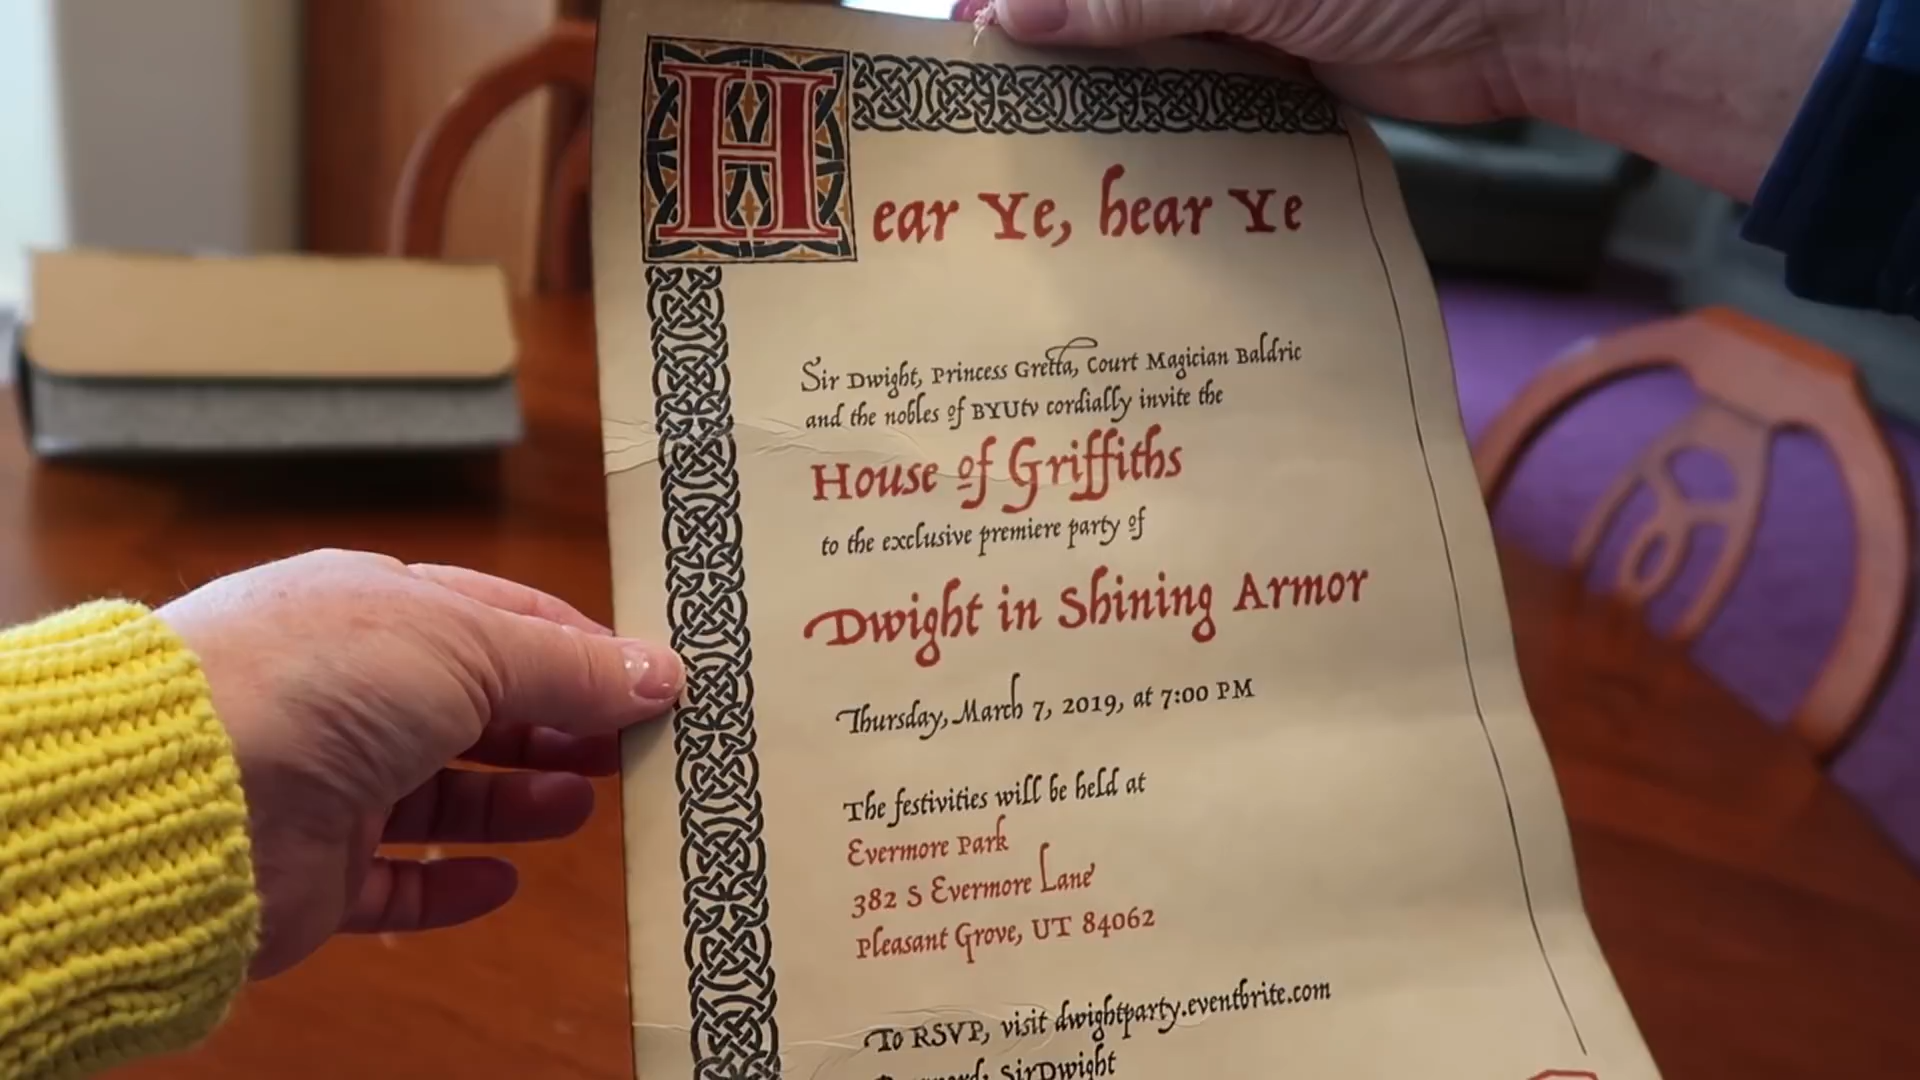 Hear Ye, hear Ye
Sir Dwight, Princess Gretta, Court Magician Baldric
and the nobles of BYUtv cordially invite the
House of Griffiths
to the exclusive premiere party of
Dwight in Shining Armor
Thursday, March 7, 2019, at 7:00 PM
The festivities will be held at
Evermore Park
382 S Evermore Lane
Pleasant Grove, UT 84062
To RSVP, visit dwightparty.eventbrite.com
SirDwight